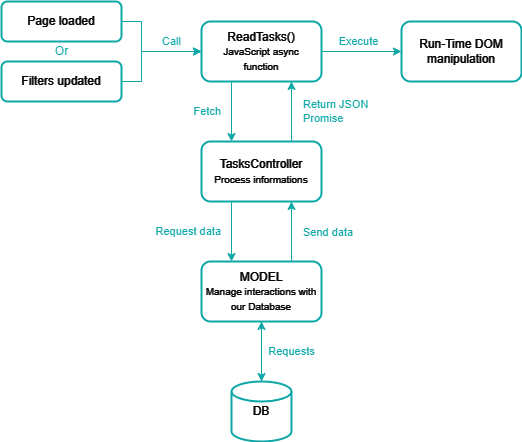 Page loaded
Or
Filters updated
Call
ReadTasks()
JavaScript async
function
Execute
Run-Time DOM
manipulation
Fetch
Return JSON
Promise
TasksController
Process informations
Request data
Send data
MODEL
Manage interactions with
our Database
Requests
DB